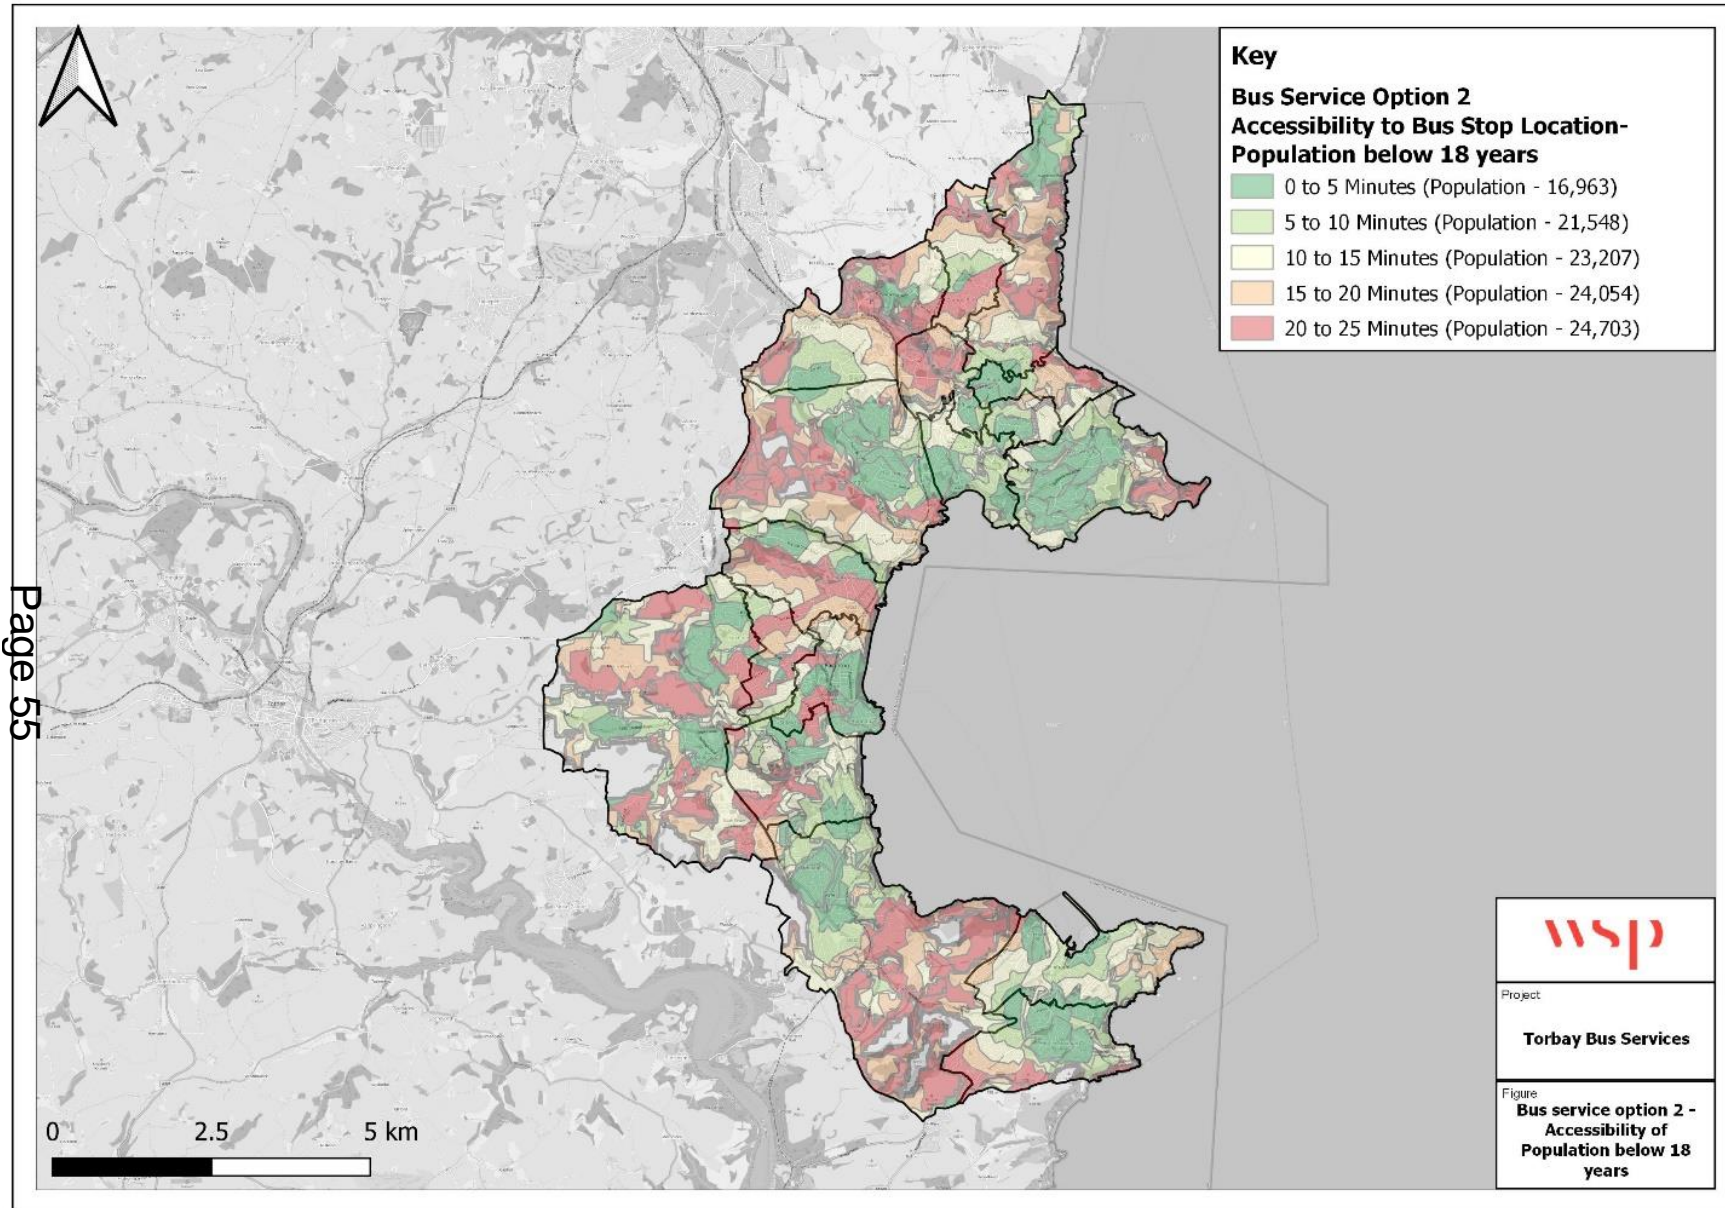 Key
Bus Service Option 2
Accessibility to Bus Stop Location-
Population below 18 years
0 to 5 Minutes (Population - 16,963)
5 to 10 Minutes (Population - 21,548)
10 to 15 Minutes (Population - 23,207)
15 to 20 Minutes (Population - 24,054)
20 to 25 Minutes (Population - 24,703)
Page 55
0 2.5 5 km
wsp
Project
Torbay Bus Services
Figure
Bus service option 2 -
Accessibility of
Population below 18
years